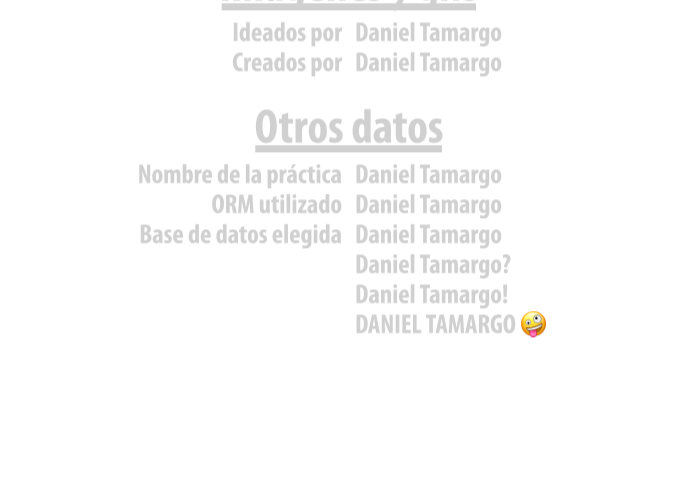 Ideados por Daniel Tamargo
Creados por Daniel Tamargo
Otros datos
Nombre de la práctica Daniel Tamargo
ORM utilizado Daniel Tamargo
Base de datos elegida Daniel Tamargo
Daniel Tamargo?
Daniel Tamargo!
DANIEL TAMARGO 🤪